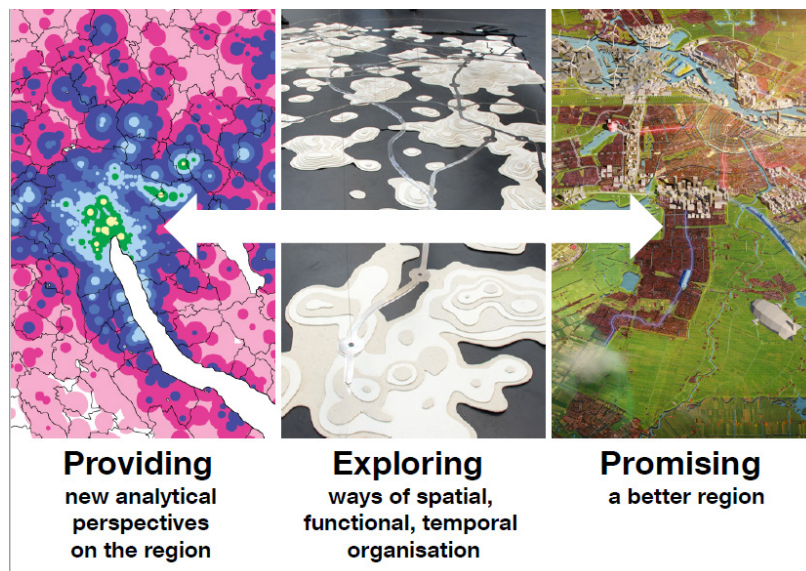 Providing
new analytical
perspectives
on the region
Exploring
ways of spatial,
functional, temporal
organisation
Promising
a better region